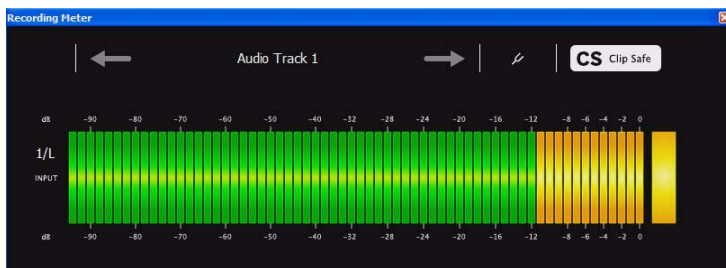 Recording Meter
Audio Track 1 CS Clip Safe
dB -90 -80 -70 -60 -50 -40 -32 -28 -24 -20 -16 -12 -8 -6 -4 -2 0
1/L
INPUT
dB -90 -80 -70 -60 -50 -40 -32 -28 -24 -20 -16 -12 -8 -6 -4 -2 0